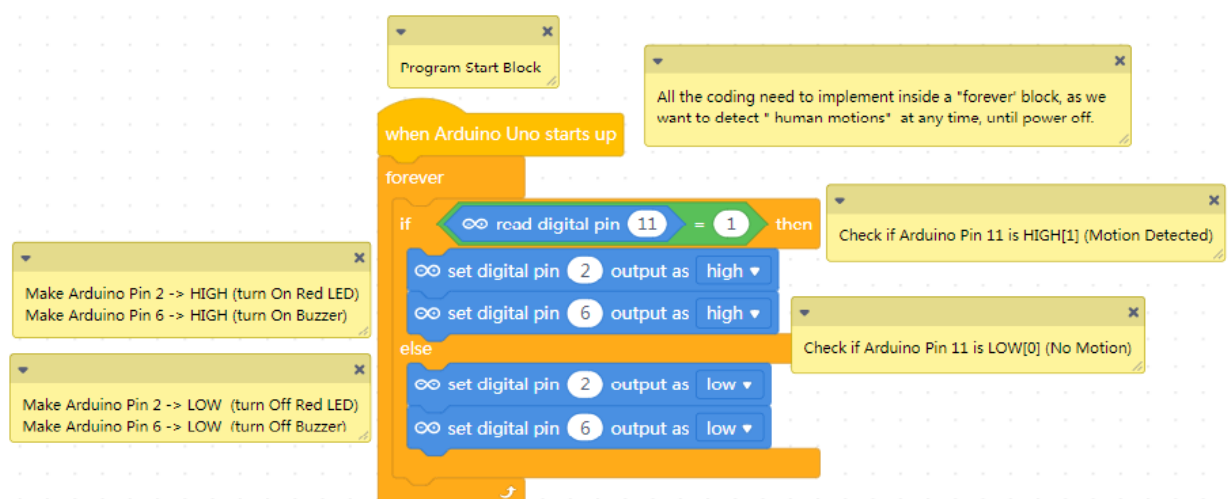 Program Start Block
All the coding need to implement inside a "forever' block, as we
want to detect " human motions"  at any time, until power off.
when Arduino Uno starts up
forever
if ∞ read digital pin 11 = 1 then
Check if Arduino Pin 11 is HIGH[1] (Motion Detected)
∞ set digital pin 2 output as high ▾
∞ set digital pin 6 output as high ▾
Make Arduino Pin 2 -> HIGH (turn On Red LED)
Make Arduino Pin 6 -> HIGH (turn On Buzzer)
else
Check if Arduino Pin 11 is LOW[0] (No Motion)
∞ set digital pin 2 output as low ▾
∞ set digital pin 6 output as low ▾
Make Arduino Pin 2 -> LOW  (turn Off Red LED)
Make Arduino Pin 6 -> LOW  (turn Off Buzzer)